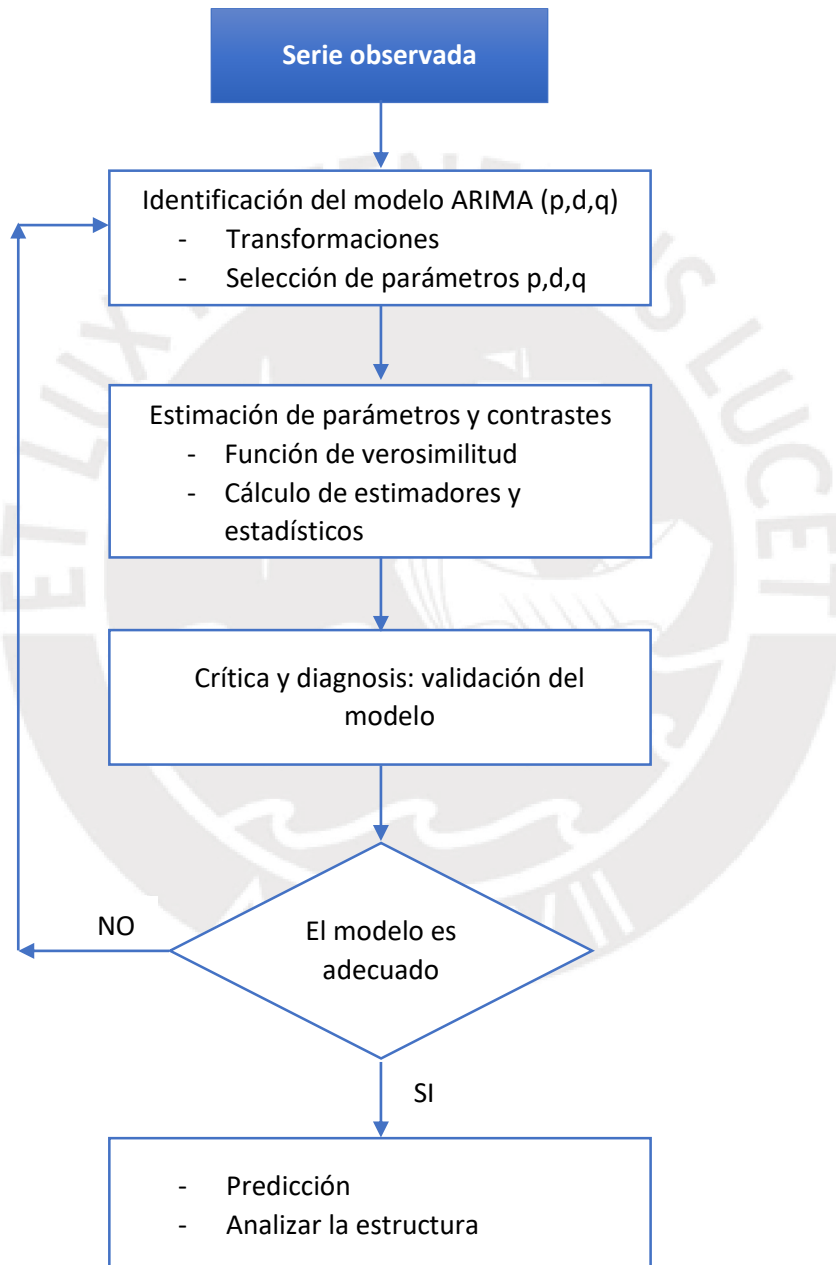 Serie observada
Identificación del modelo ARIMA (p,d,q)
- Transformaciones
- Selección de parámetros p,d,q
Estimación de parámetros y contrastes
- Función de verosimilitud
- Cálculo de estimadores y
estadísticos
Crítica y diagnosis: validación del
modelo
NO
El modelo es
adecuado
SI
- Predicción
- Analizar la estructura